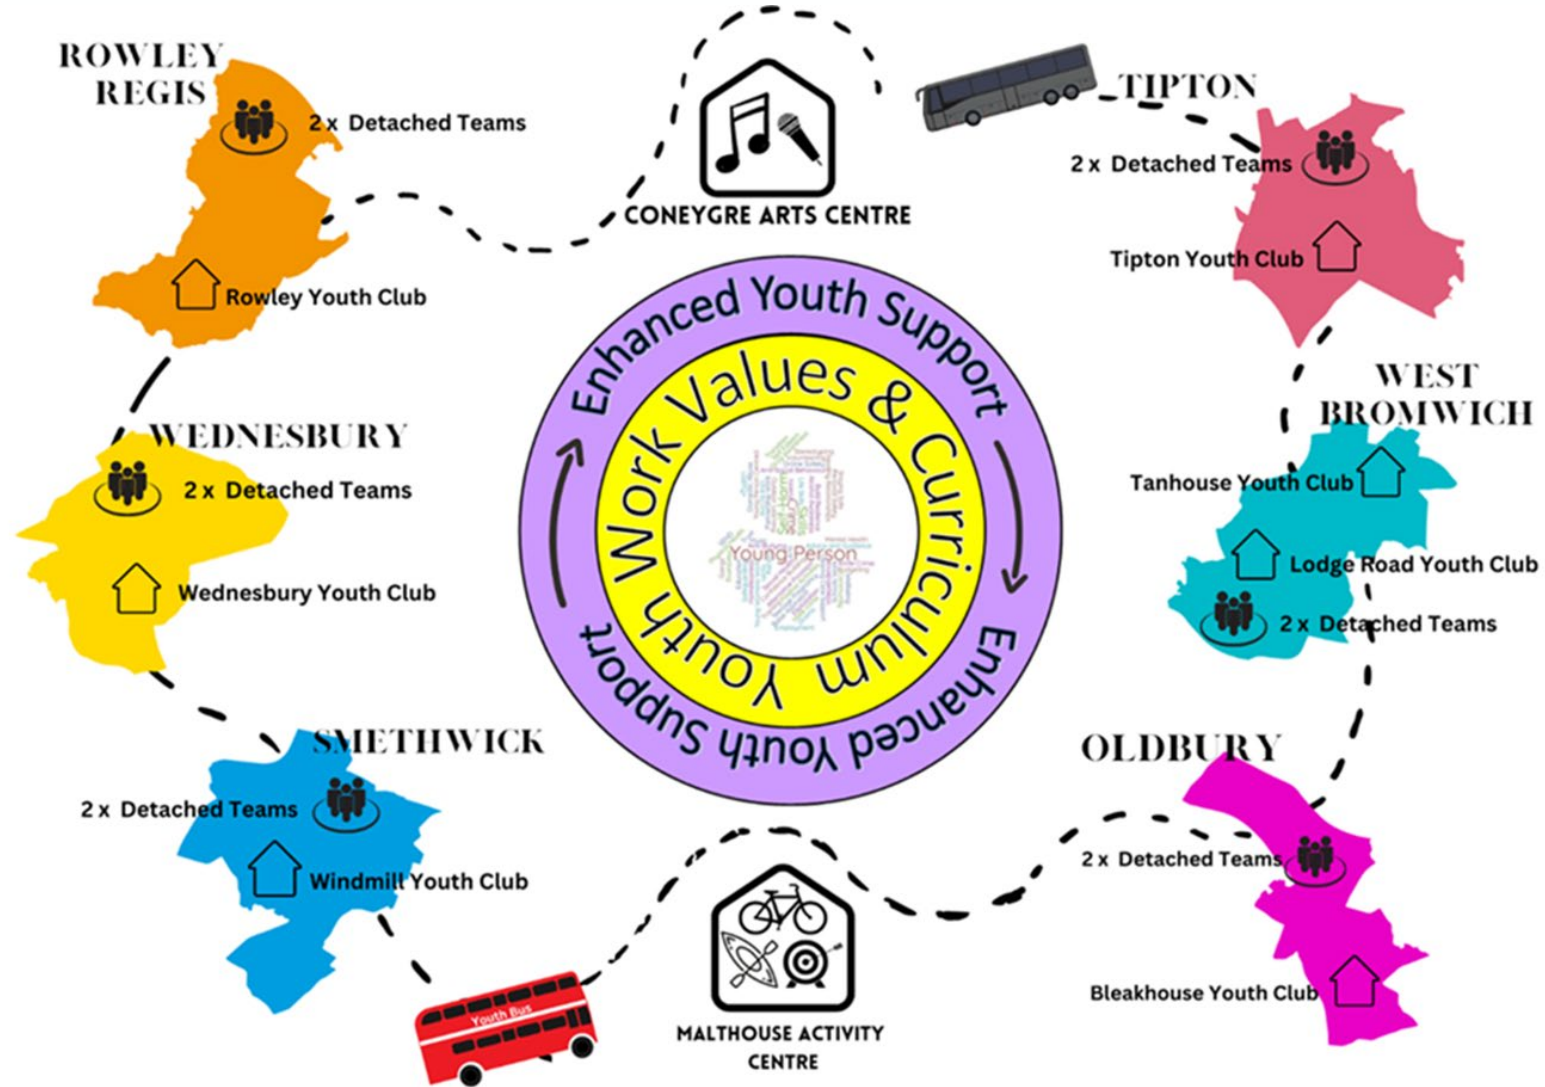 ROWLEY
REGIS
2 x Detached Teams
Rowley Youth Club
CONEYGRE ARTS CENTRE
TIPTON
2 x Detached Teams
Tipton Youth Club
WEDNESBURY
2 x Detached Teams
Wednesbury Youth Club
Enhanced Youth Support
Enhanced Youth Support
Youth Work Values & Curriculum
Young Person
WEST
BROMWICH
Tanhouse Youth Club
Lodge Road Youth Club
2 x Detached Teams
SMETHWICK
2 x Detached Teams
Windmill Youth Club
Youth Bus
MALTHOUSE ACTIVITY
CENTRE
OLDBURY
2 x Detached Teams
Bleakhouse Youth Club